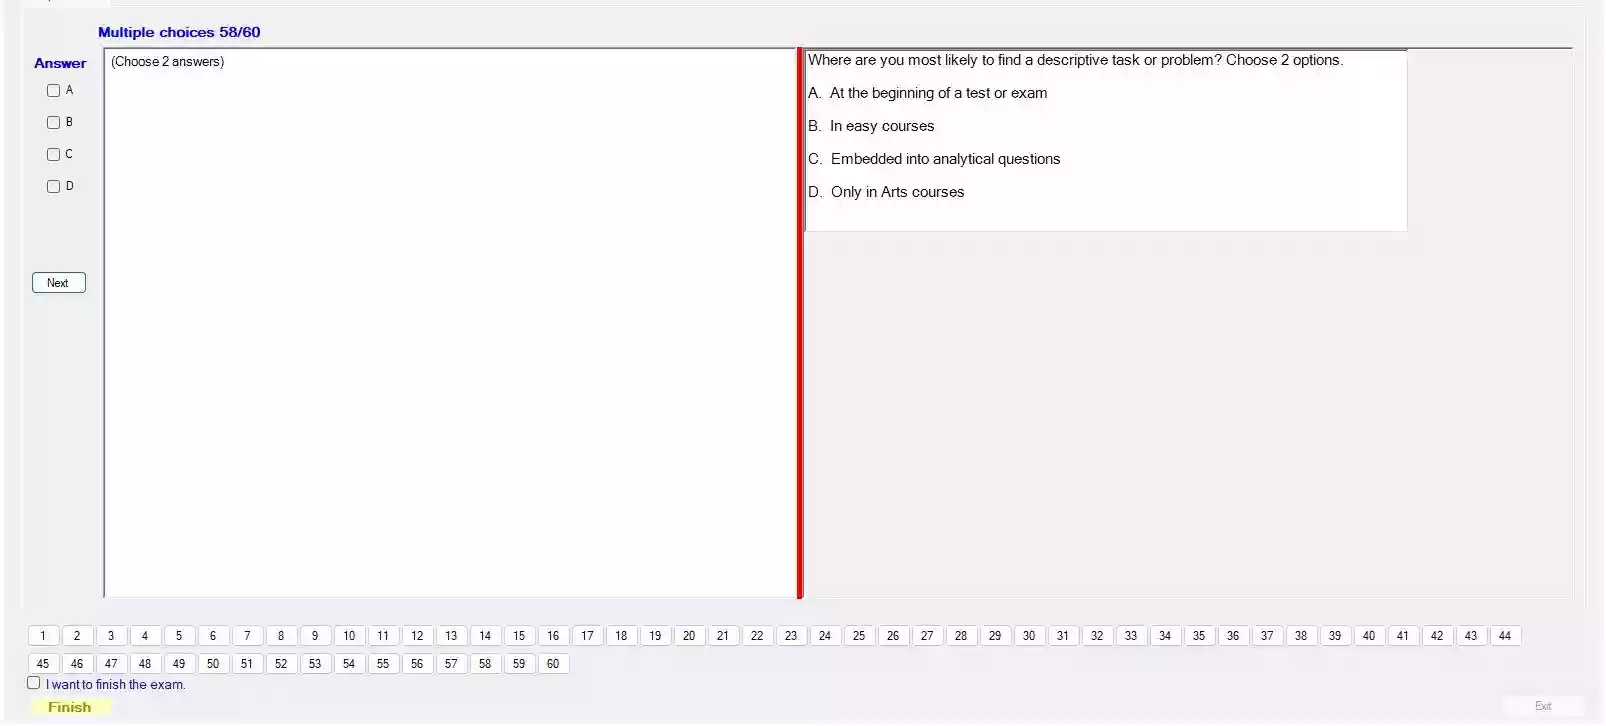 Multiple choices 58/60
Answer
(Choose 2 answers)
A
B
C
D
Next
Where are you most likely to find a descriptive task or problem? Choose 2 options.
A. At the beginning of a test or exam
B. In easy courses
C. Embedded into analytical questions
D. Only in Arts courses
1 2 3 4 5 6 7 8 9 10 11 12 13 14 15 16 17 18 19 20 21 22 23 24 25 26 27 28 29 30 31 32 33 34 35 36 37 38 39 40 41 42 43 44
45 46 47 48 49 50 51 52 53 54 55 56 57 58 59 60
I want to finish the exam.
Finish
Exit